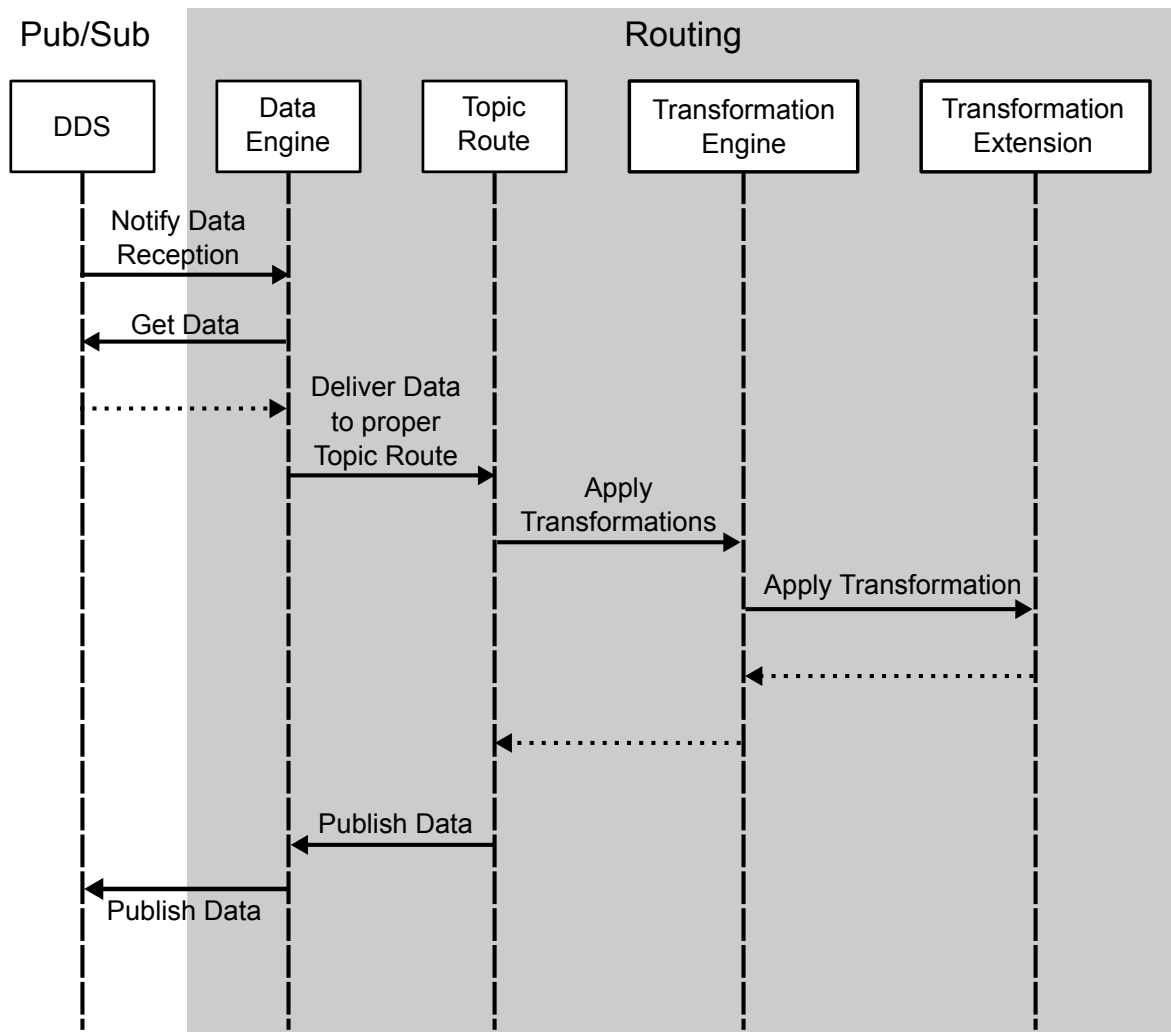 Pub/Sub
Routing
DDS
Data
Engine
Topic
Route
Transformation
Engine
Transformation
Extension
Notify Data
Reception
Get Data
Deliver Data
to proper
Topic Route
Apply
Transformations
Apply Transformation
Publish Data
Publish Data